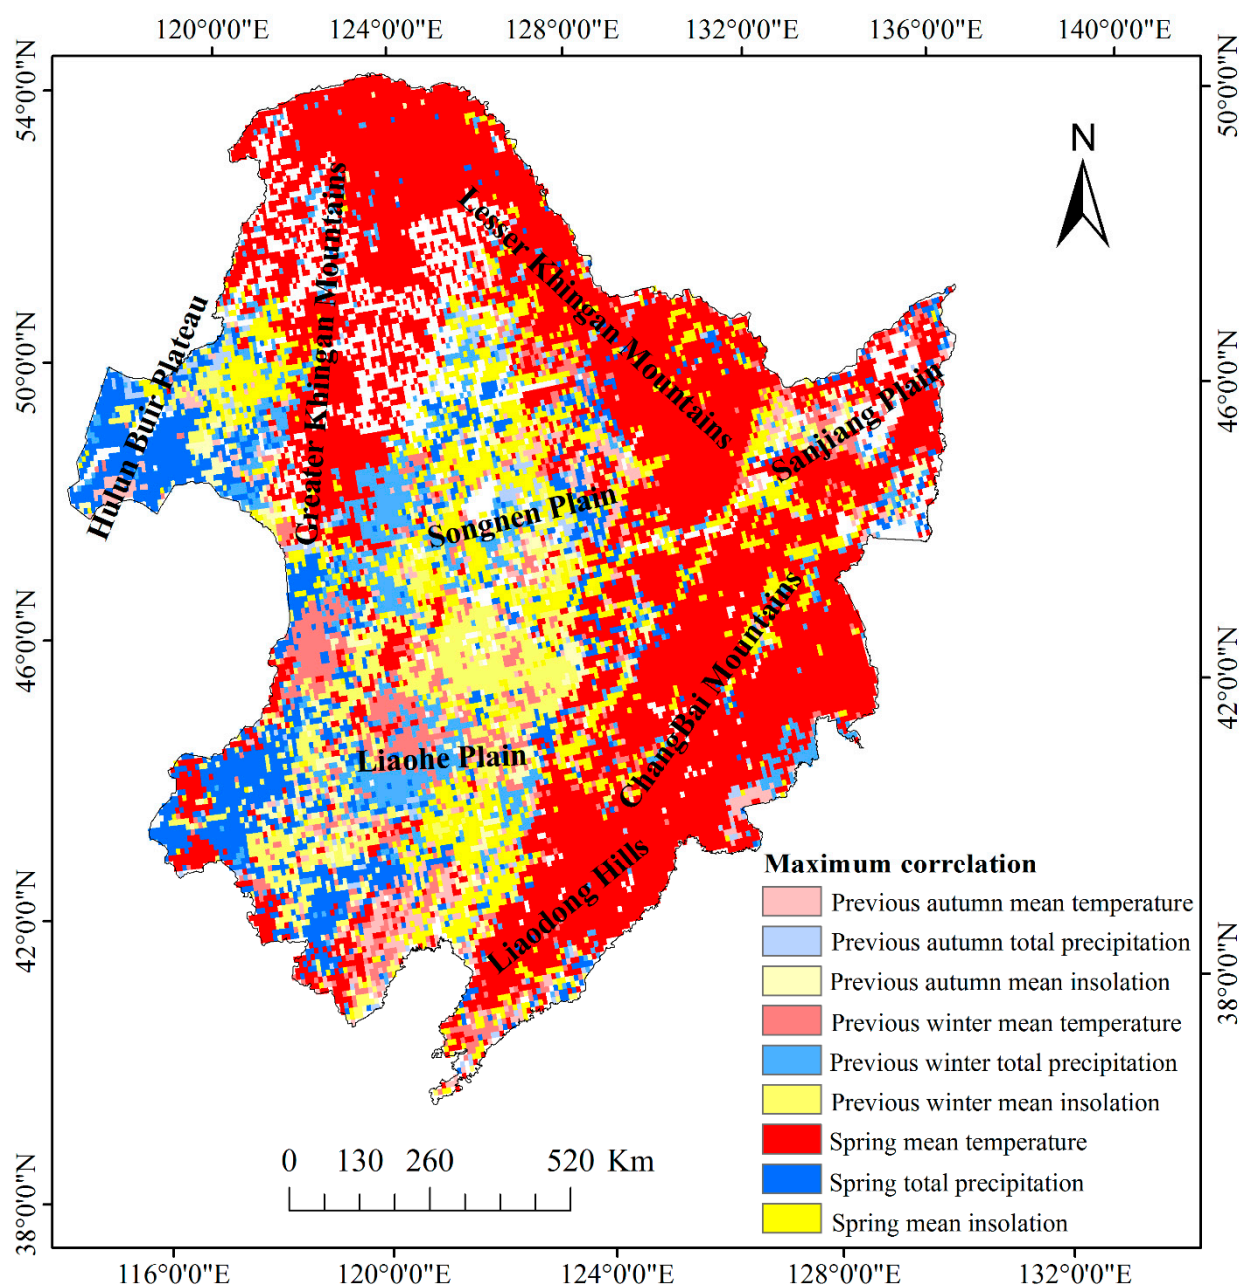 120°0'0"E 124°0'0"E 128°0'0"E 132°0'0"E 136°0'0"E 140°0'0"E
54°0'0"N
50°0'0"N
46°0'0"N
42°0'0"N
38°0'0"N
50°0'0"N
46°0'0"N
42°0'0"N
38°0'0"N
N
Hulun Buir Plateau
Greater Khingan Mountains
Lesser Khingan Mountains
Sanjiang Plain
Songnen Plain
ChangBai Mountains
Liaohe Plain
Liaodong Hills
Maximum corrclation
Previous autumn mean temperature
Previous autumn total precipitation
Previous autumn mean insolation
Previous winter mean temperature
Previous winter total precipitation
Previous winter mean insolation
Spring mean temperature
Spring total precipitation
Spring mean insolation
0 130 260 520 Km
116°0'0"E 120°0'0"E 124°0'0"E 128°0'0"E 132°0'0"E